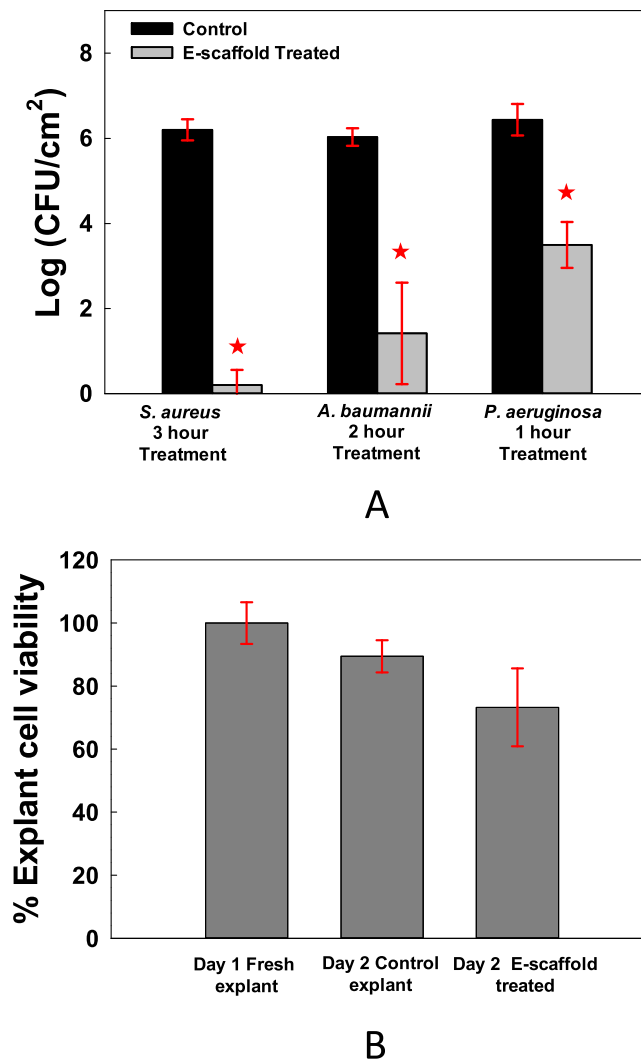 Control
E-scaffold Treated
Log (CFU/cm2)
8
6
4
2
0
S. aureus
3 hour
Treatment
A. baumannii
2 hour
Treatment
P. aeruginosa
1 hour
Treatment
A
% Explant cell viability
120
100
80
60
40
20
0
Day 1 Fresh
explant
Day 2 Control
explant
Day 2 E-scaffold
treated
B